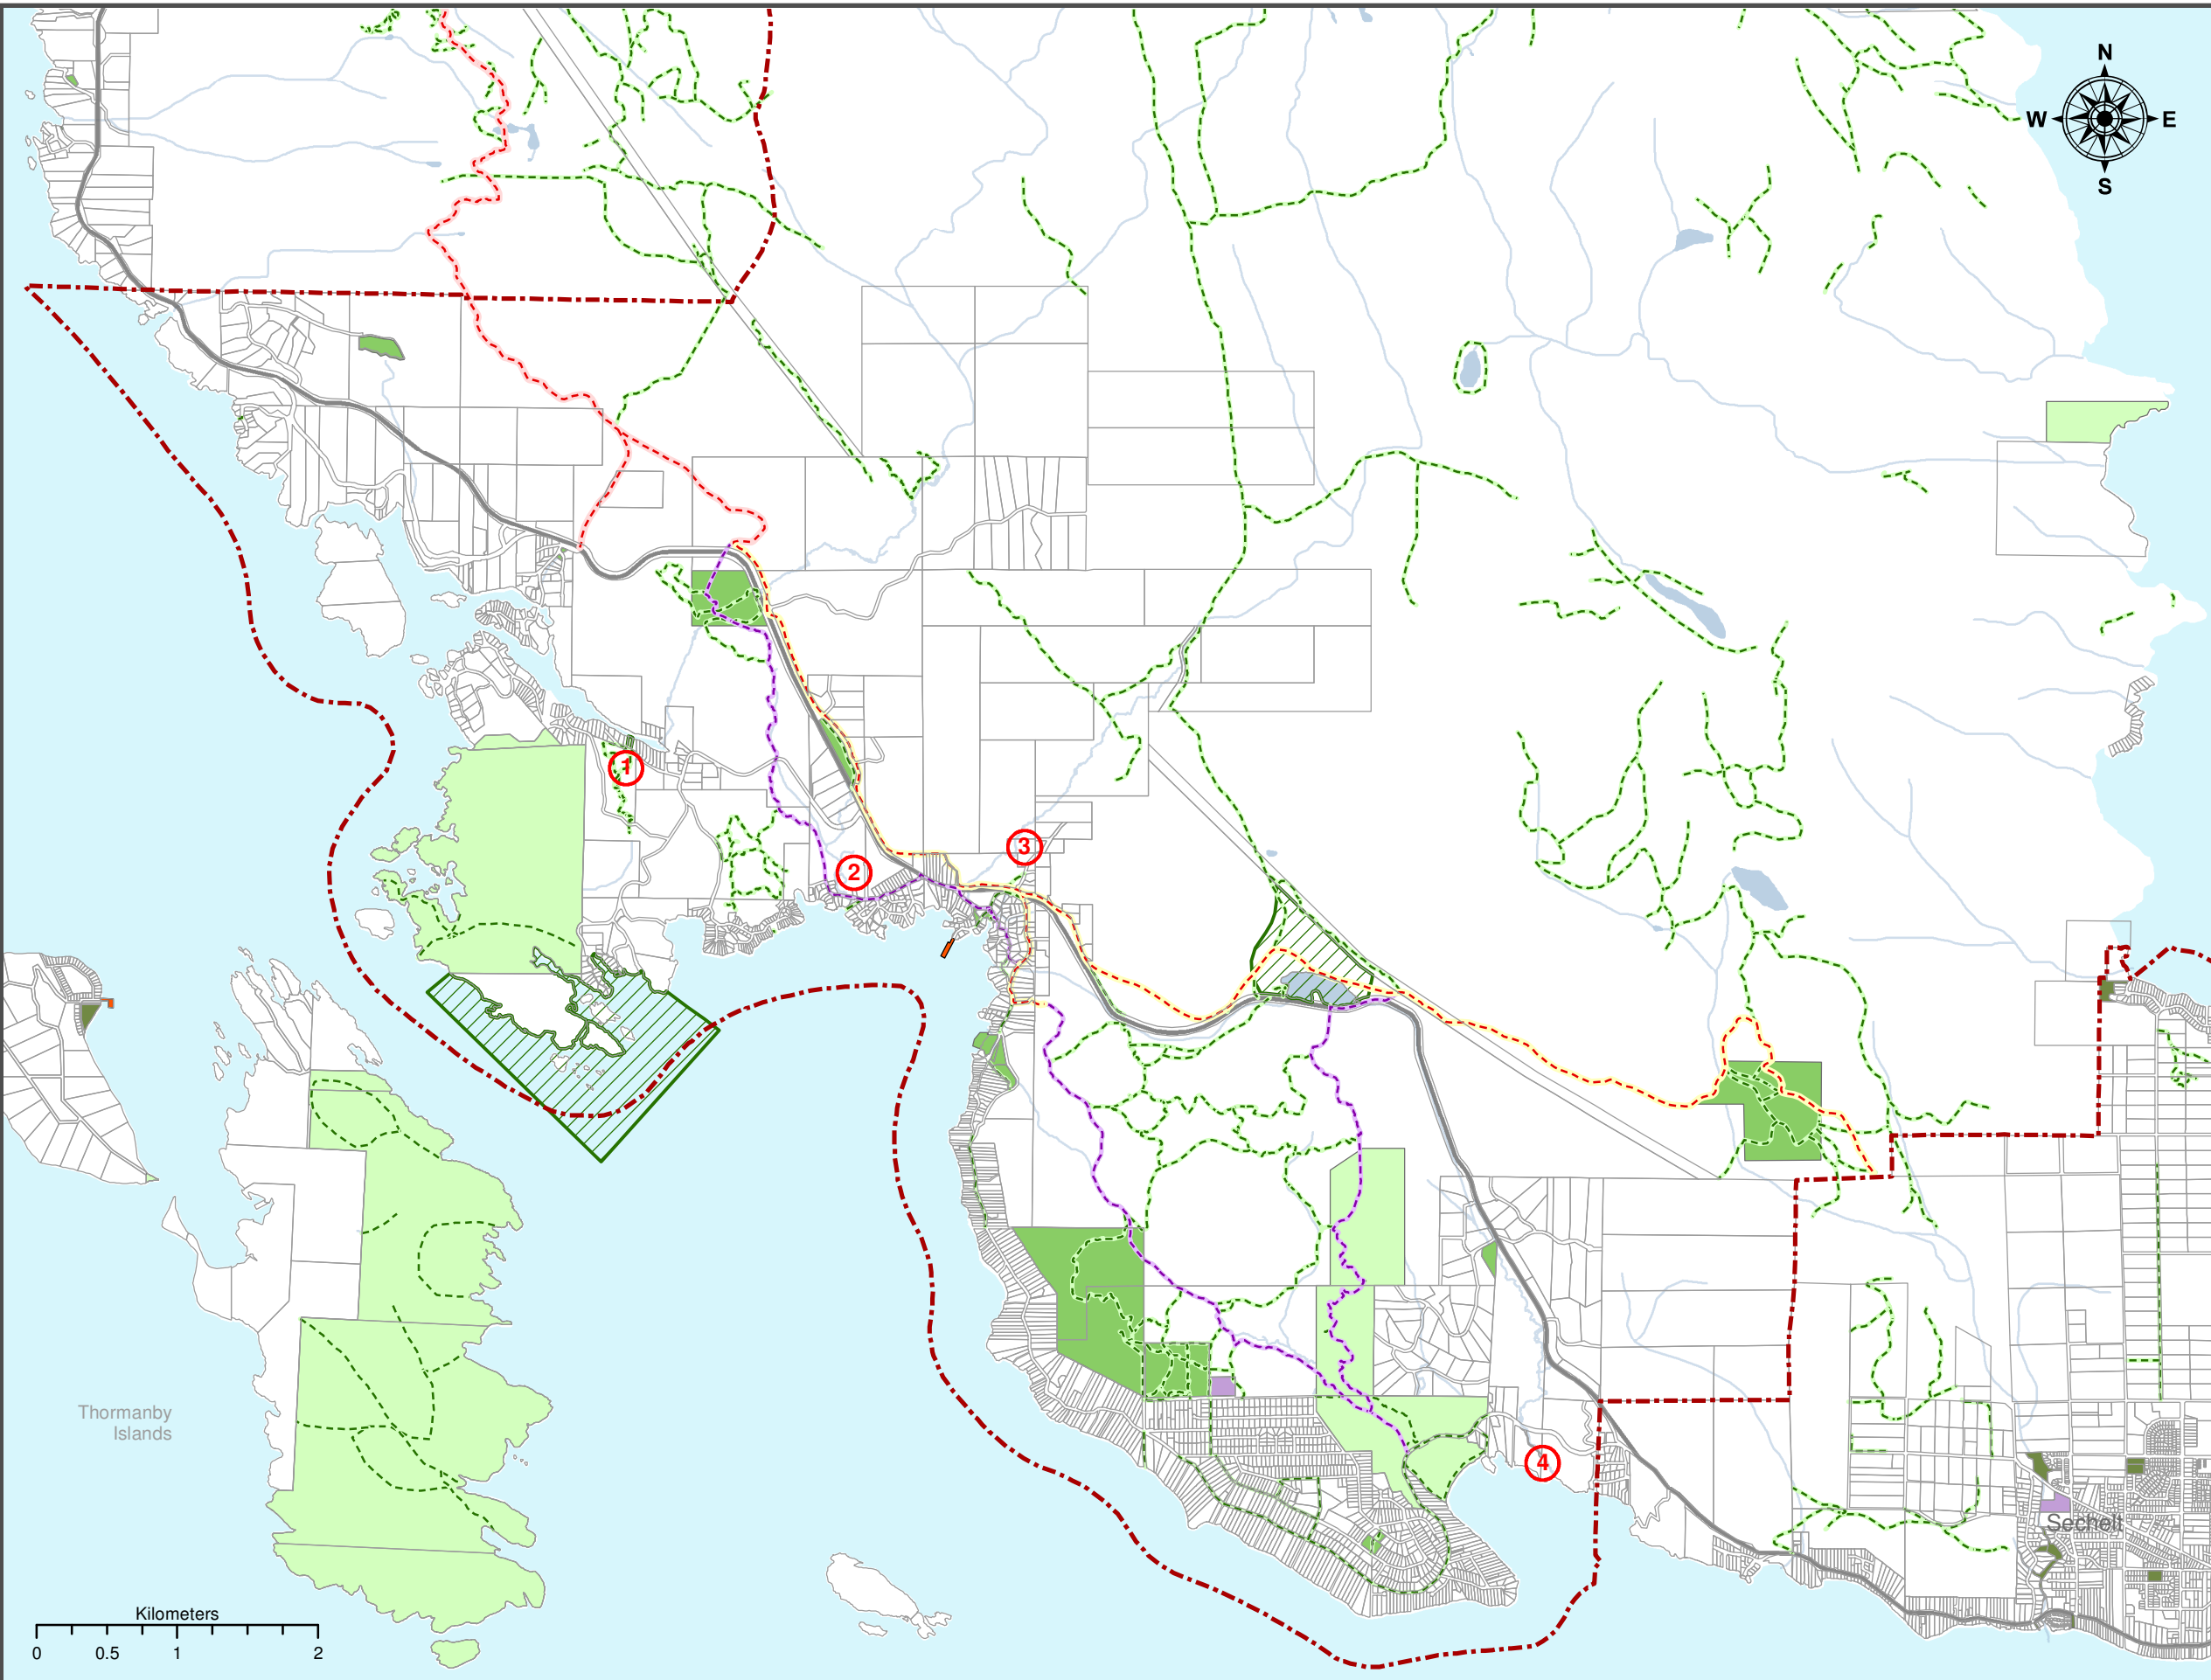 N
W E
S
1
2
3
4
Thormanby
Islands
Sechelt
Kilometers
0 0.5 1 2